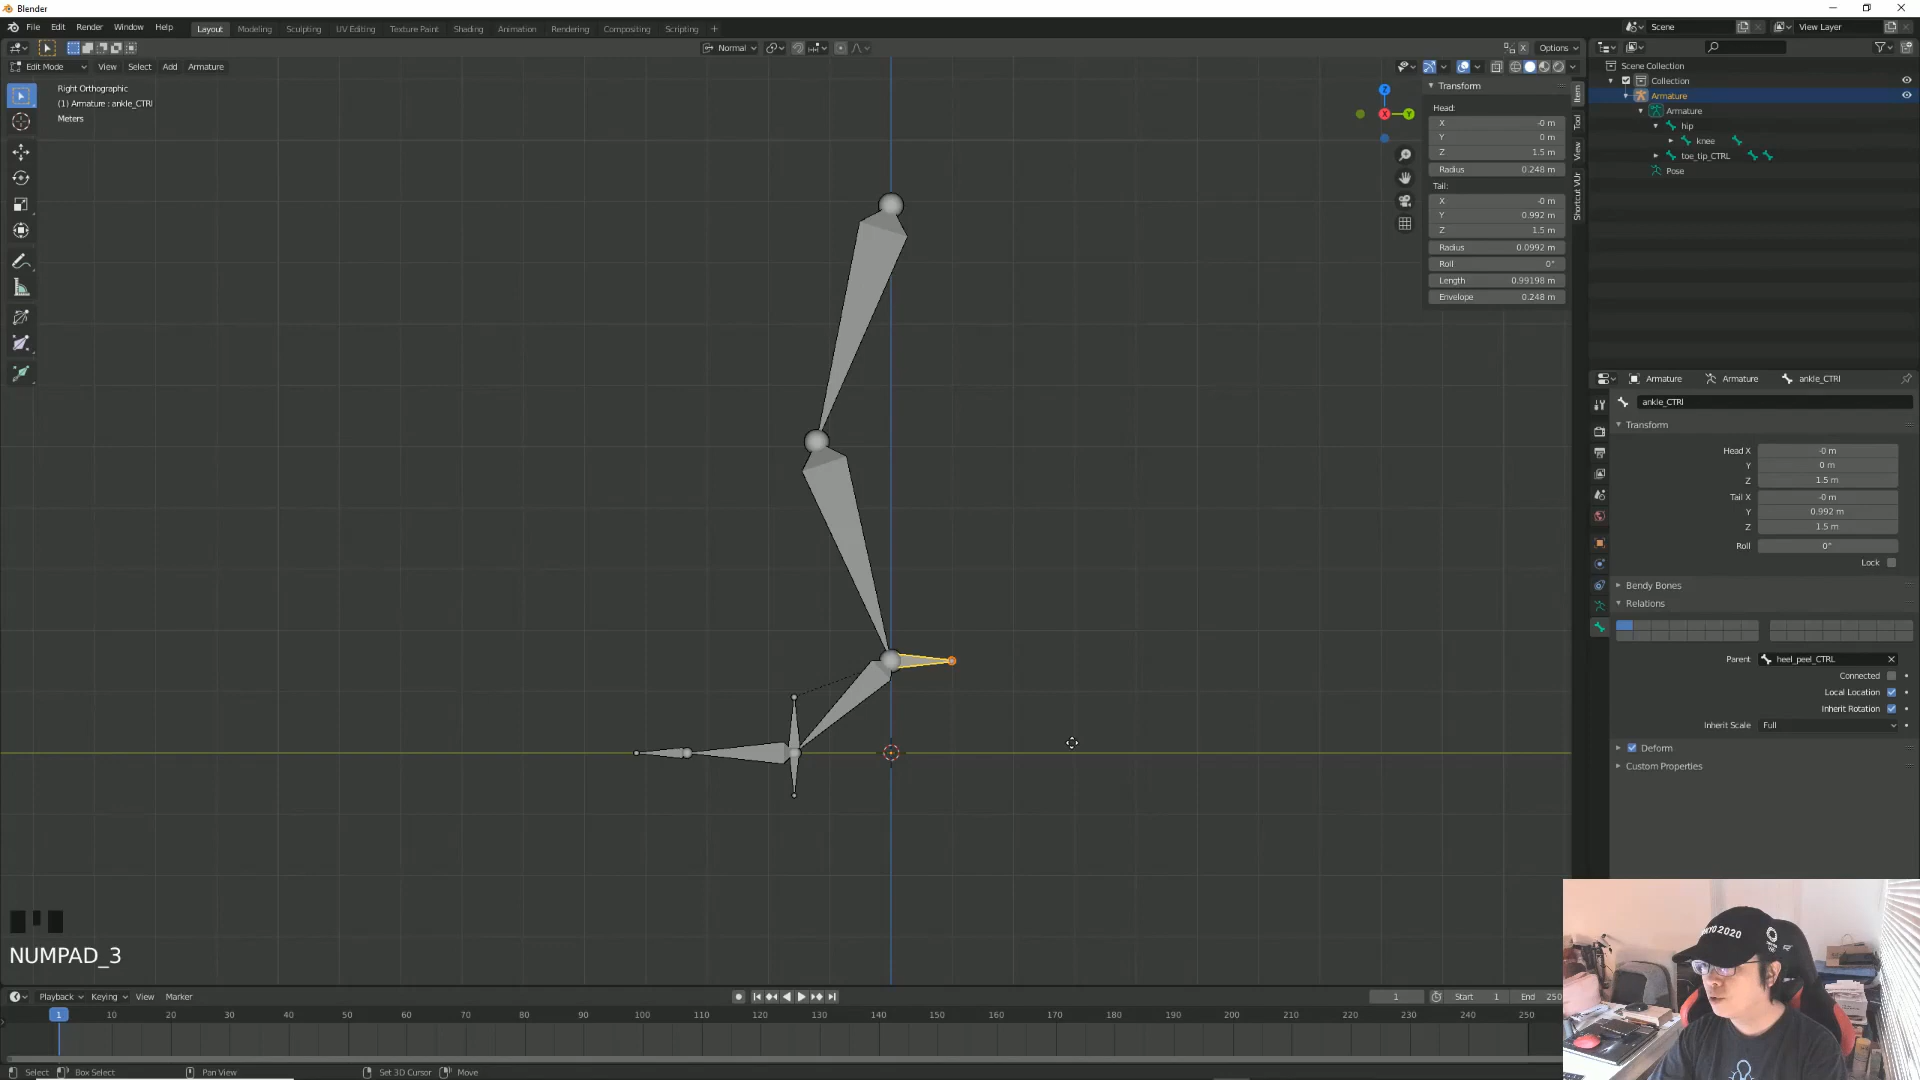 Blender
File Edit Render Window Help
Layout Modeling Sculpting UV Editing Texture Paint Shading Animation Rendering Compositing Scripting +
Scene
View Layer
Normal
Options
Edit Mode View Select Add Armature
Right Orthographic
(1) Armature : ankle_CTRl
Meters
Z
X
Y
Transform
Head:
X -0 m
Y 0 m
Z 1.5 m
Radius 0.248 m
Tail:
X -0 m
Y 0.992 m
Z 1.5 m
Radius 0.0992 m
Roll 0°
Length 0.99198 m
Envelope 0.248 m
Item
Tool
View
Shortcut VUr
Scene Collection
Collection
Armature
Armature
hip
knee
toe_tip_CTRL
Pose
Armature Armature ankle_CTRl
ankle_CTRl
Transform
Head X -0 m
Y 0 m
Z 1.5 m
Tail X -0 m
Y 0.992 m
Z 1.5 m
Roll 0°
Lock
Bendy Bones
Relations
Parent heel_peel_CTRL
Connected
Local Location
Inherit Rotation
Inherit Scale Full
Deform
Custom Properties
NUMPAD_3
TOKYO 2020
Playback Keying View Marker
1 Start 1 End 250
1 10 20 30 40 50 60 70 80 90 100 110 120 130 140 150 160 170 180 190 200 210 220 230 240 250
Select Box Select Pan View Set 3D Cursor Move